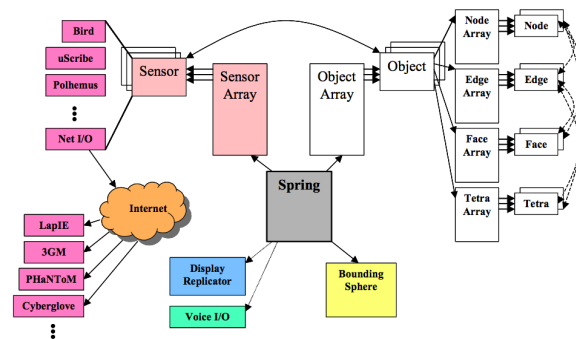 Bird
uScribe
Polhemus
Net I/O
Sensor
Sensor
Array
Object
Array
Object
Node
Array
Node
Edge
Array
Edge
Face
Array
Face
Tetra
Array
Tetra
Spring
Internet
LapIE
3GM
PHaNToM
Cyberglove
Display
Replicator
Voice I/O
Bounding
Sphere